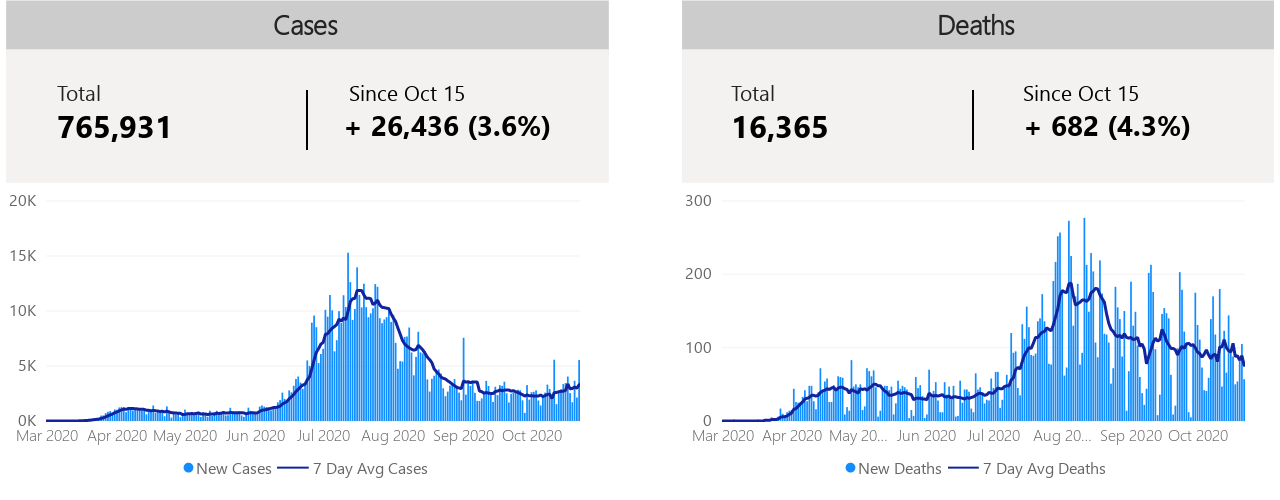 Cases
Total
765,931
Since Oct 15
+ 26,436 (3.6%)
20K
15K
10K
5K
0K
Mar 2020 Apr 2020 May 2020 Jun 2020 Jul 2020 Aug 2020 Sep 2020 Oct 2020
New Cases 7 Day Avg Cases
Deaths
Total
16,365
Since Oct 15
+ 682 (4.3%)
300
200
100
0
Mar 2020 Apr 2020 May 20... Jun 2020 Jul 2020 Aug 20... Sep 2020 Oct 2020
New Deaths 7 Day Avg Deaths